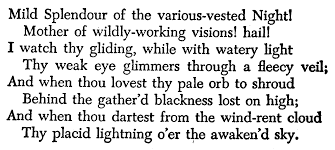 Mild Splendour of the various-vested Night!
Mother of wildly-working visions! hail!
I watch thy gliding, while with watery light
Thy weak eye glimmers through a fleecy veil;
And when thou lovest thy pale orb to shroud
Behind the gather'd blackness lost on high;
And when thou dartest from the wind-rent cloud
Thy placid lightning o'er the awaken'd sky.